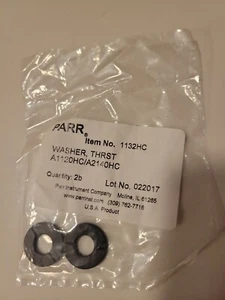 PARR®
Item No. 1132HC
WASHER, THRST
A1120HC/A2140HC
Quantity: 2b Lot No. 022017
Parr Instrument Company Moline, IL 61265
www.parrinst.com (309) 762-7716
U.S.A. Product